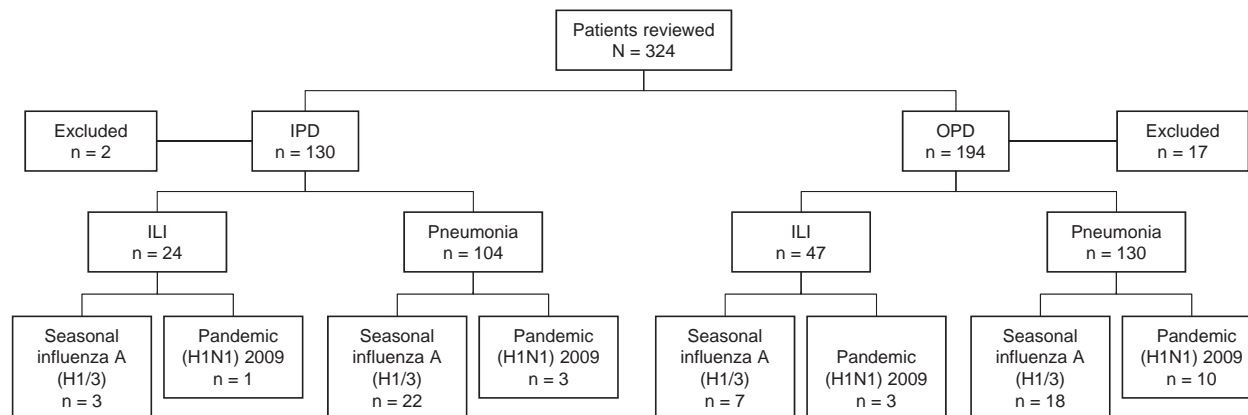 Patients reviewed
N = 324
Excluded
n = 2
IPD
n = 130
OPD
n = 194
Excluded
n = 17
ILI
n = 24
Pneumonia
n = 104
ILI
n = 47
Pneumonia
n = 130
Seasonal
influenza A
(H1/3)
n = 3
Pandemic
(H1N1) 2009
n = 1
Seasonal
influenza A
(H1/3)
n = 22
Pandemic
(H1N1) 2009
n = 3
Seasonal
influenza A
(H1/3)
n = 7
Pandemic
(H1N1) 2009
n = 3
Seasonal
influenza A
(H1/3)
n = 18
Pandemic
(H1N1) 2009
n = 10